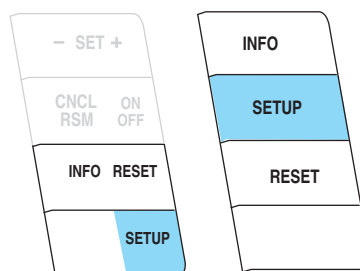 - SET +
CNCL ON
RSM OFF
INFO RESET
SETUP
INFO
SETUP
RESET